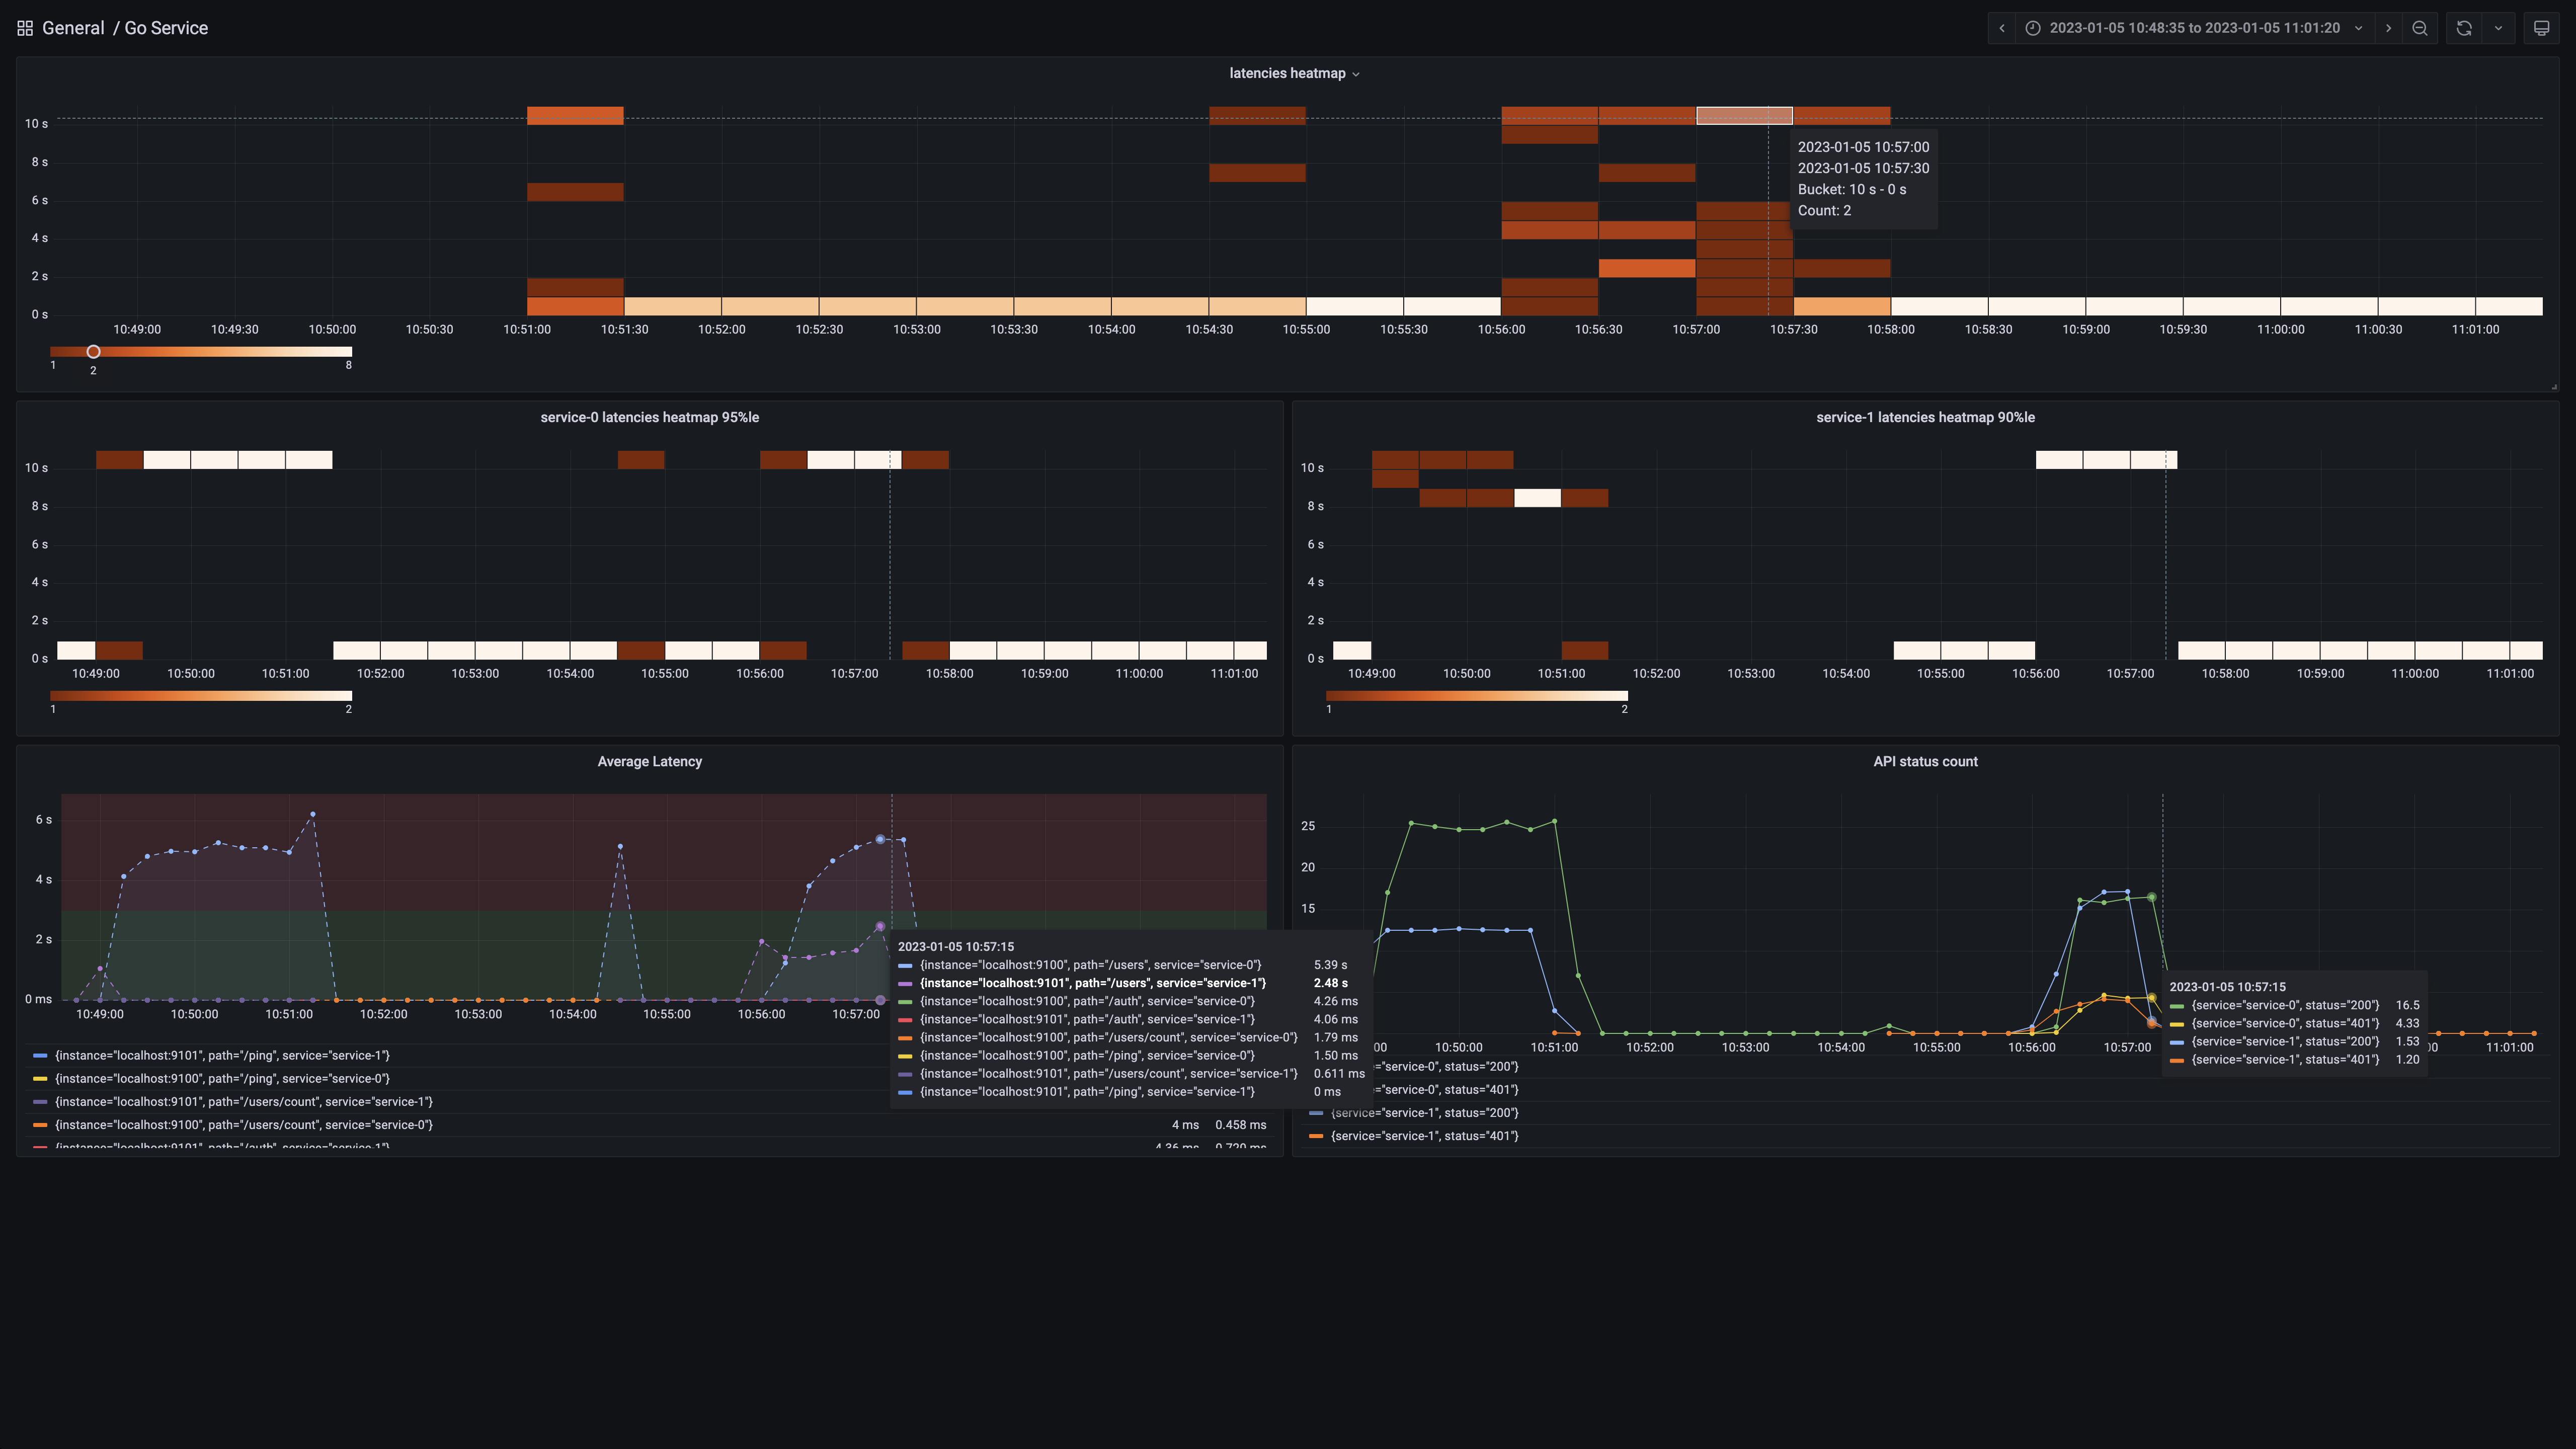 General / Go Service
2023-01-05 10:48:35 to 2023-01-05 11:01:20
latencies heatmap
10 s
8 s
6 s
4 s
2 s
0 s
2023-01-05 10:57:00
2023-01-05 10:57:30
Bucket: 10 s - 0 s
Count: 2
10:49:00 10:49:30 10:50:00 10:50:30 10:51:00 10:51:30 10:52:00 10:52:30 10:53:00 10:53:30 10:54:00 10:54:30 10:55:00 10:55:30 10:56:00 10:56:30 10:57:00 10:57:30 10:58:00 10:58:30 10:59:00 10:59:30 11:00:00 11:00:30 11:01:00
1 2 8
service-0 latencies heatmap 95%le
10 s
8 s
6 s
4 s
2 s
0 s
10:49:00 10:50:00 10:51:00 10:52:00 10:53:00 10:54:00 10:55:00 10:56:00 10:57:00 10:58:00 10:59:00 11:00:00 11:01:00
1 2
service-1 latencies heatmap 90%le
10 s
8 s
6 s
4 s
2 s
0 s
10:49:00 10:50:00 10:51:00 10:52:00 10:53:00 10:54:00 10:55:00 10:56:00 10:57:00 10:58:00 10:59:00 11:00:00 11:01:00
1 2
Average Latency
6 s
4 s
2 s
0 ms
10:49:00 10:50:00 10:51:00 10:52:00 10:53:00 10:54:00 10:55:00 10:56:00 10:57:00
2023-01-05 10:57:15
{instance="localhost:9100", path="/users", service="service-0"} 5.39 s
{instance="localhost:9101", path="/users", service="service-1"} 2.48 s
{instance="localhost:9100", path="/auth", service="service-0"} 4.26 ms
{instance="localhost:9101", path="/auth", service="service-1"} 4.06 ms
{instance="localhost:9100", path="/users/count", service="service-0"} 1.79 ms
{instance="localhost:9100", path="/ping", service="service-0"} 1.50 ms
{instance="localhost:9101", path="/users/count", service="service-1"} 0.611 ms
{instance="localhost:9101", path="/ping", service="service-1"} 0 ms
{instance="localhost:9101", path="/ping", service="service-1"}
{instance="localhost:9100", path="/ping", service="service-0"}
{instance="localhost:9101", path="/users/count", service="service-1"}
{instance="localhost:9100", path="/users/count", service="service-0"} 4 ms 0.458 ms
{instance="localhost:9101", path="/auth", service="service-1"} 4.36 ms 0.720 ms
API status count
25
20
15
00 10:50:00 10:51:00 10:52:00 10:53:00 10:54:00 10:55:00 10:56:00 10:57:00 00 11:01:00
2023-01-05 10:57:15
{service="service-0", status="200"} 16.5
{service="service-0", status="401"} 4.33
{service="service-1", status="200"} 1.53
{service="service-1", status="401"} 1.20
="service-0", status="200"}
="service-0", status="401"}
{service="service-1", status="200"}
{service="service-1", status="401"}